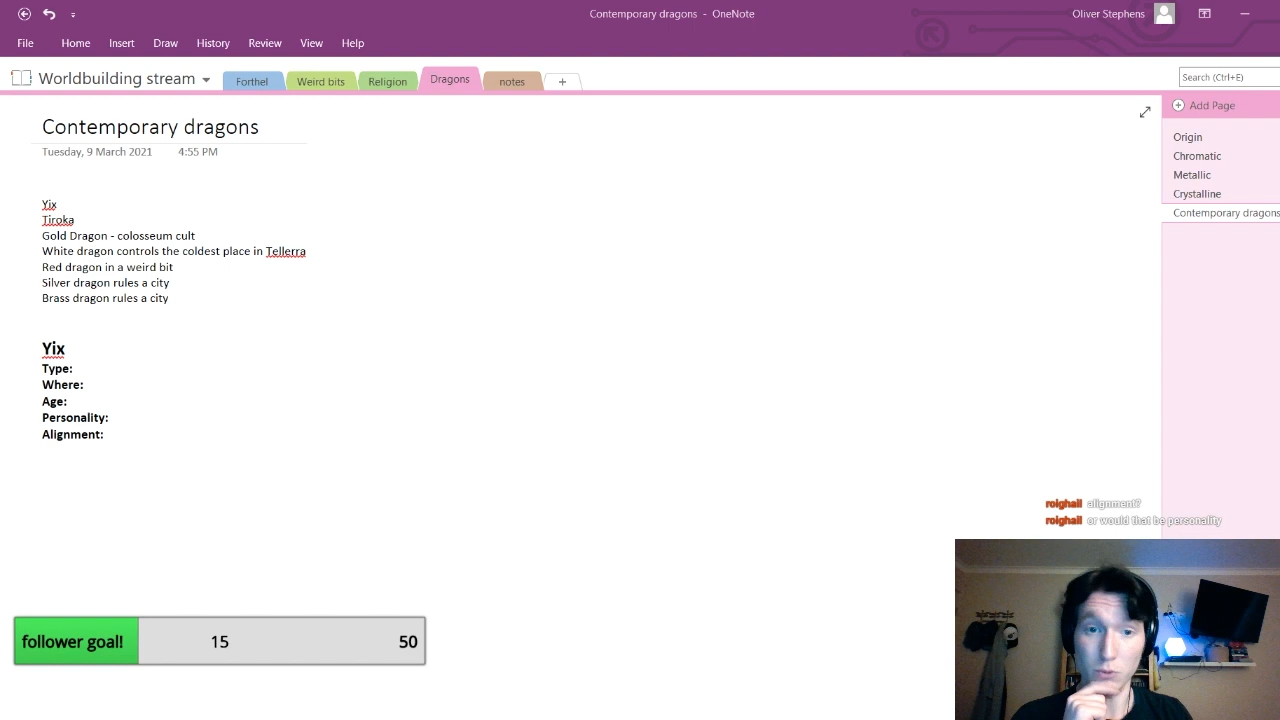 Contemporary dragons - OneNote
Oliver Stephens
File Home Insert Draw History Review View Help
Worldbuilding stream Forthel Weird bits Religion Dragons notes +
Search (Ctrl+E)
Contemporary dragons
Tuesday, 9 March 2021 4:55 PM
Yix
Tiroka
Gold Dragon - colosseum cult
White dragon controls the coldest place in Tellerra
Red dragon in a weird bit
Silver dragon rules a city
Brass dragon rules a city
Yix
Type:
Where:
Age:
Personality:
Alignment:
Add Page
Origin
Chromatic
Metallic
Crystalline
Contemporary dragons
roighall alignment?
roighall or would that be personality
follower goal! 15 50